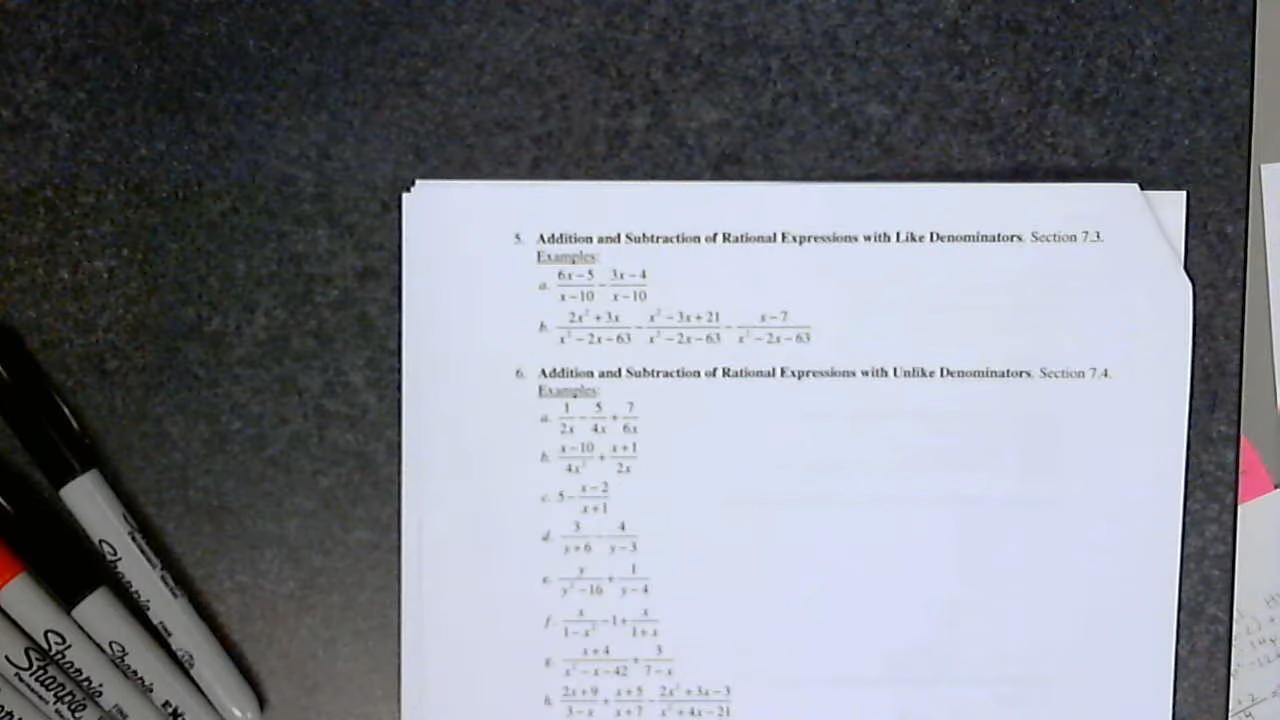 5. Addition and Subtraction of Rational Expressions with Like Denominators. Section 7.3.
Examples:
a. (6x-5)/(x-10) - (3x-4)/(x-10)
b. (2x²+3x)/(x²-2x-63) - (x²-3x+21)/(x²-2x-63) - (x-7)/(x²-2x-63)
6. Addition and Subtraction of Rational Expressions with Unlike Denominators. Section 7.4.
Examples:
a. 1/(2x) - 5/(4x) + 7/(6x)
b. (x-10)/(4x²) + (x+1)/(2x)
c. 5 - (x-2)/(x+1)
d. 3/(y+6) - 4/(y-3)
e. y/(y²-16) + 1/(y-4)
f. x/(1-x²) - 1 + x/(1+x)
g. (x+4)/(x²-x-42) + 3/(7-x)
h. (2x+9)/(3-x) + (x+5)/(x+7) - (2x²+3x-3)/(x²+4x-21)
Sharpie
FINE
Sharpie
FINE
Sharpie
Sharpie